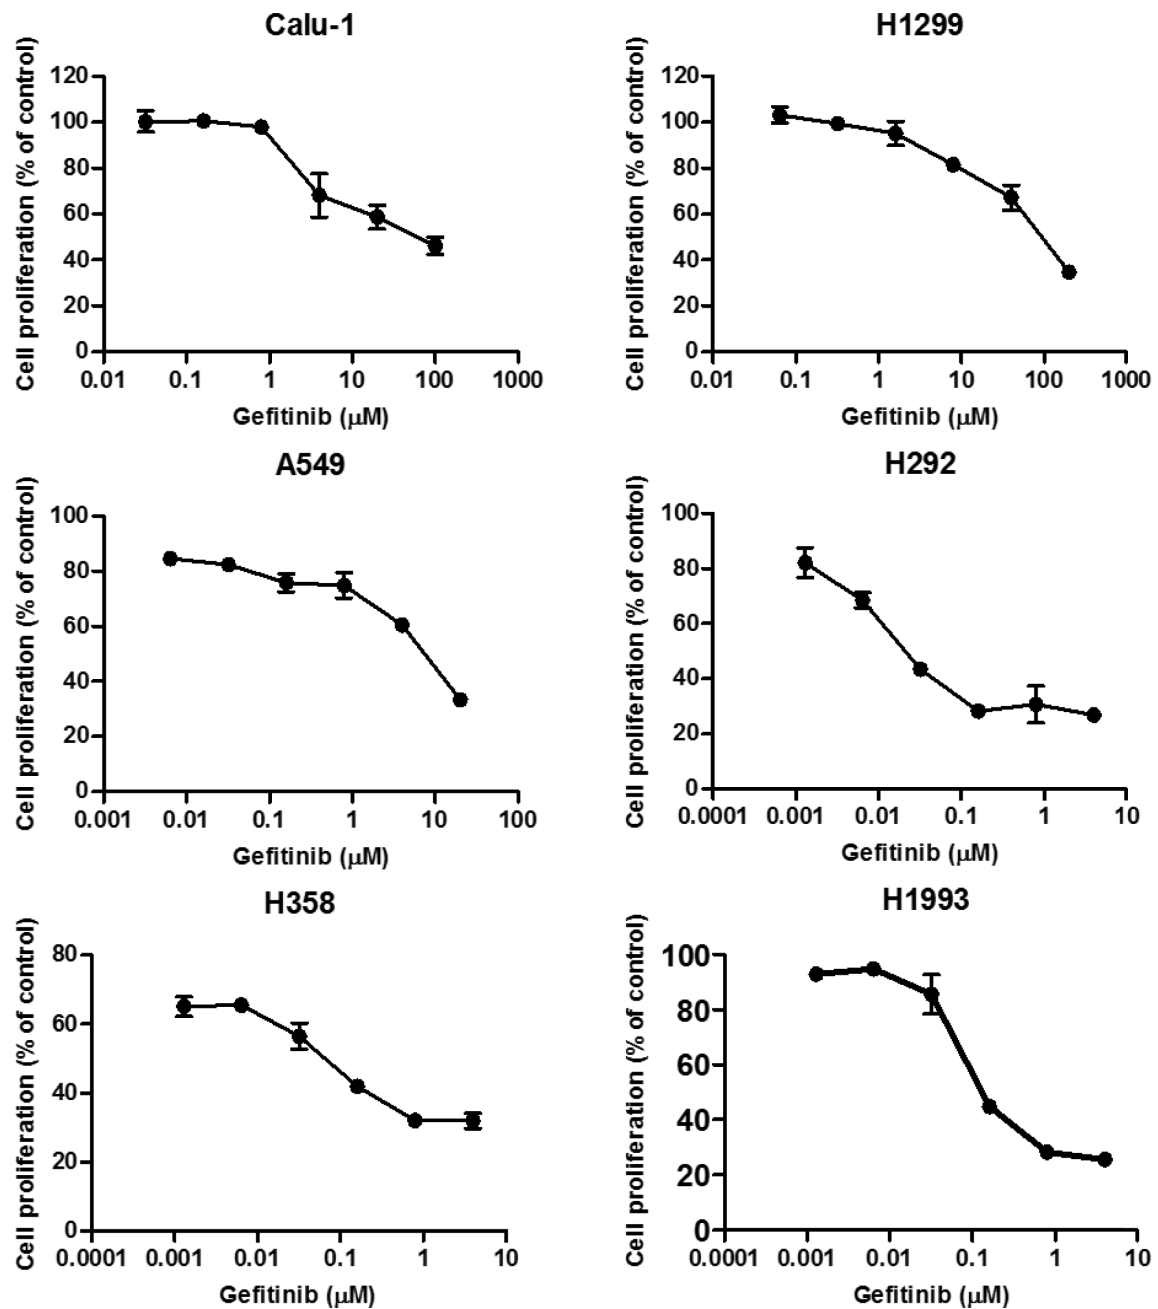 Calu-1
Cell proliferation (% of control)
120
100
80
60
40
20
0
0.01 0.1 1 10 100 1000
Gefitinib (μM)
H1299
Cell proliferation (% of control)
120
100
80
60
40
20
0
0.01 0.1 1 10 100 1000
Gefitinib (μM)
A549
Cell proliferation (% of control)
100
80
60
40
20
0
0.001 0.01 0.1 1 10 100
Gefitinib (μM)
H292
Cell proliferation (% of control)
100
80
60
40
20
0
0.0001 0.001 0.01 0.1 1 10
Gefitinib (μM)
H358
Cell proliferation (% of control)
80
60
40
20
0
0.0001 0.001 0.01 0.1 1 10
Gefitinib (μM)
H1993
Cell proliferation (% of control)
100
80
60
40
20
0
0.0001 0.001 0.01 0.1 1 10
Gefitinib (μM)